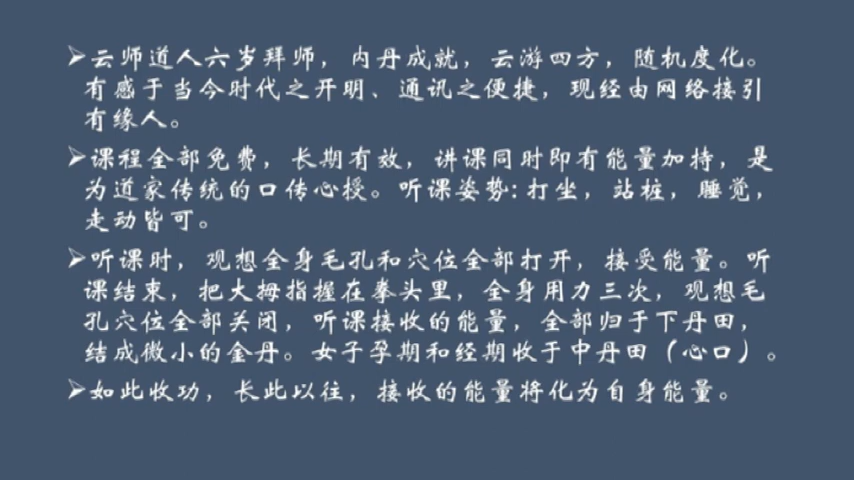 ➢云师道人六岁拜师，内丹成就，云游四方，随机度化。
有感于当今时代之开明、通讯之便捷，现经由网络接引
有缘人。
➢课程全部免费，长期有效，讲课同时即有能量加持，是
为道家传统的口传心授。听课姿势:打坐，站桩，睡觉，
走动皆可。
➢听课时，观想全身毛孔和穴位全部打开，接受能量。听
课结束，把大拇指握在拳头里，全身用力三次，观想毛
孔穴位全部关闭，听课接收的能量，全部归于下丹田，
结成微小的金丹。女子孕期和经期收于中丹田（心口）。
➢如此收功，长此以往，接收的能量将化为自身能量。